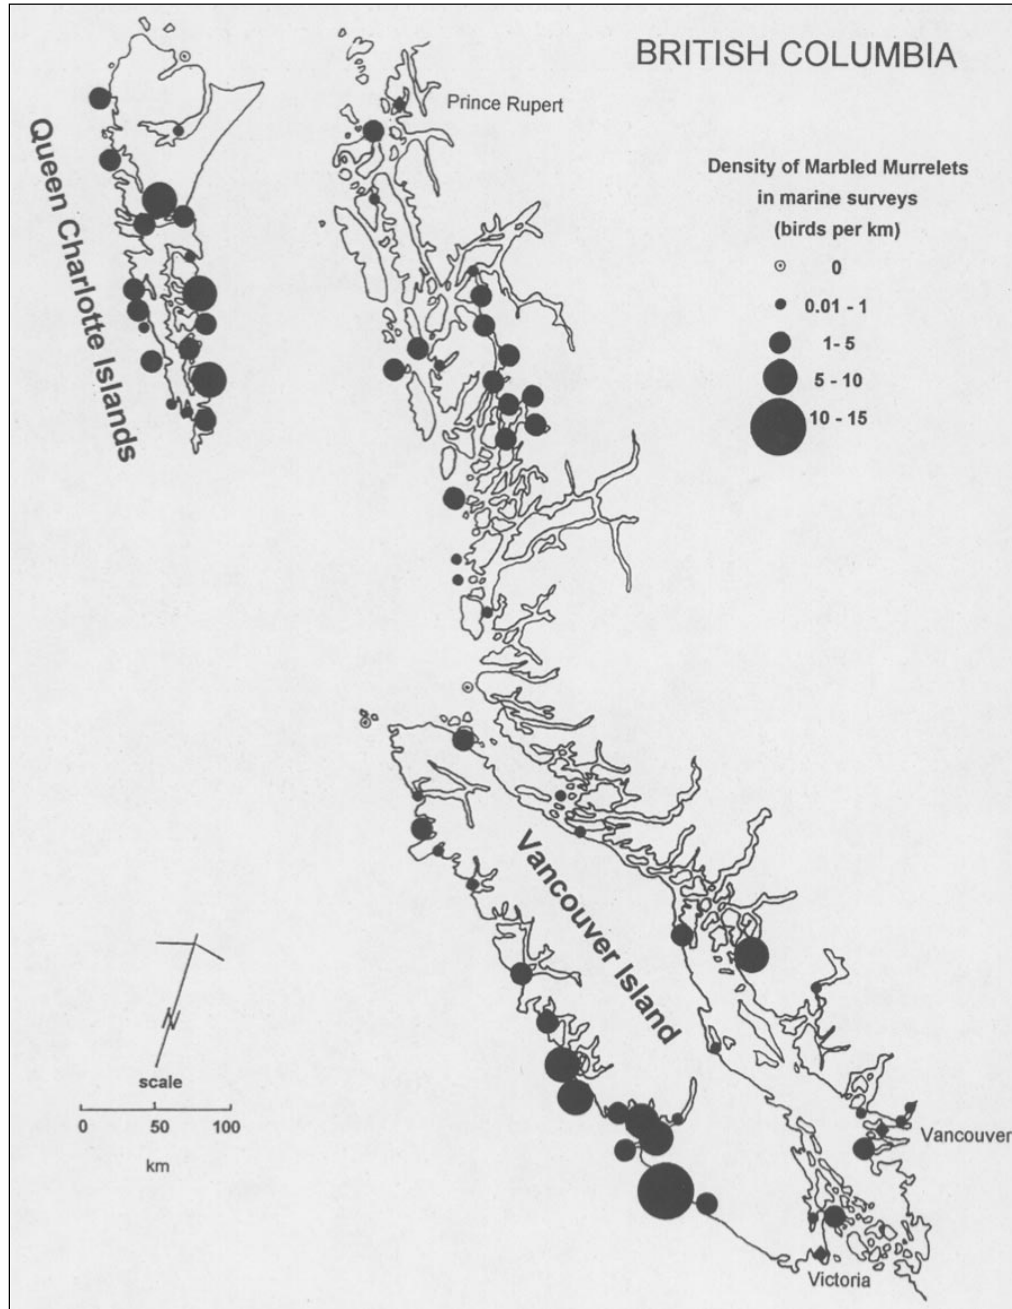 BRITISH COLUMBIA
Prince Rupert
Queen Charlotte Islands
Density of Marbled Murrelets
in marine surveys
(birds per km)
0
0.01 - 1
1- 5
5 - 10
10 - 15
Vancouver Island
N
scale
0 50 100
km
Vancouver
Victoria